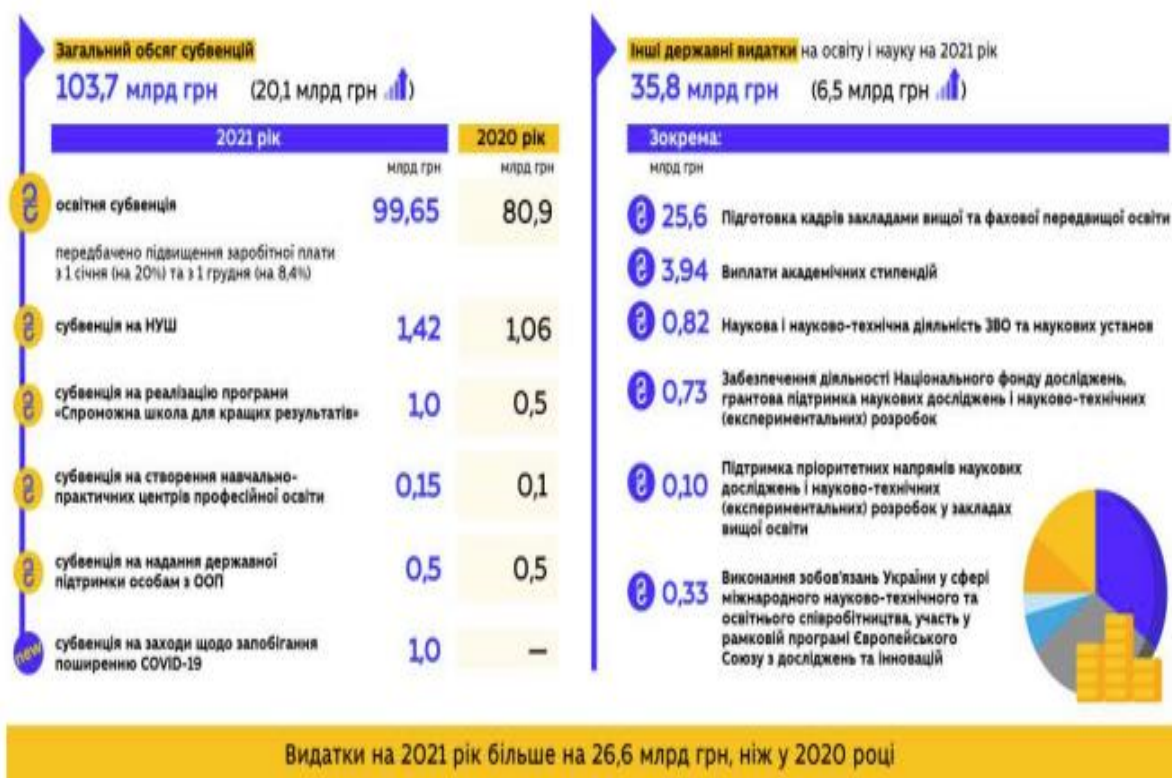 Загальний обсяг субвенцій
103,7 млрд грн (20,1 млрд грн )
2021 рік 2020 рік
млрд грн млрд грн
освітня субвенція 99,65 80,9
передбачено підвищення заробітної плати
з 1 січня (на 20%) та з 1 грудня (на 8,4%)
субвенція на НУШ 1,42 1,06
субвенція на реалізацію програми
«Спроможна школа для кращих результатів» 1,0 0,5
субвенція на створення навчально-
практичних центрів професійної освіти 0,15 0,1
субвенція на надання державної
підтримки особам з ООП 0,5 0,5
new
субвенція на заходи щодо запобігання
поширенню COVID-19 1,0 —
Інші державні видатки на освіту і науку на 2021 рік
35,8 млрд грн (6,5 млрд грн )
Зокрема:
млрд грн
₴ 25,6 Підготовка кадрів закладами вищої та фахової передвищої освіти
₴ 3,94 Виплати академічних стипендій
₴ 0,82 Наукова і науково-технічна діяльність ЗВО та наукових установ
₴ 0,73 Забезпечення діяльності Національного фонду досліджень,
грантова підтримка наукових досліджень і науково-технічних
(експериментальних) розробок
₴ 0,10 Підтримка пріоритетних напрямів наукових
досліджень і науково-технічних
(експериментальних) розробок у закладах
вищої освіти
₴ 0,33 Виконання зобов'язань України у сфері
міжнародного науково-технічного та
освітнього співробітництва, участь у
рамковій програмі Європейського
Союзу з досліджень та інновацій
Видатки на 2021 рік більше на 26,6 млрд грн, ніж у 2020 році